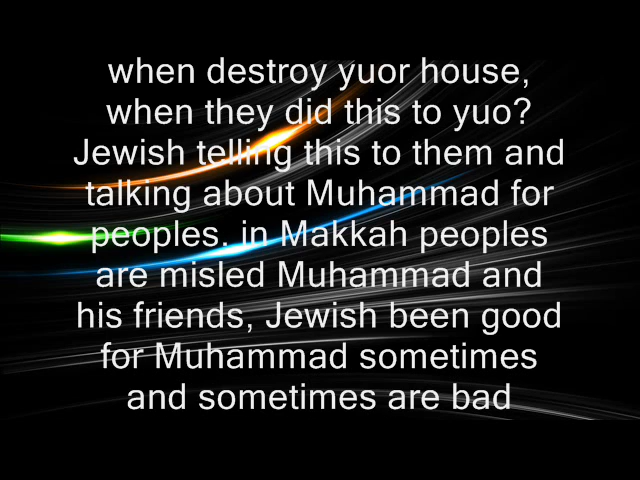 when destroy yuor house,
when they did this to yuo?
Jewish telling this to them and
talking about Muhammad for
peoples. in Makkah peoples
are misled Muhammad and
his friends, Jewish been good
for Muhammad sometimes
and sometimes are bad